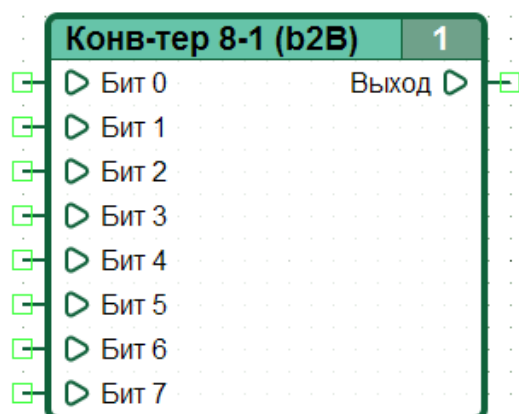 Конв-тер 8-1 (b2B) 1
Бит 0 Выход
Бит 1
Бит 2
Бит 3
Бит 4
Бит 5
Бит 6
Бит 7